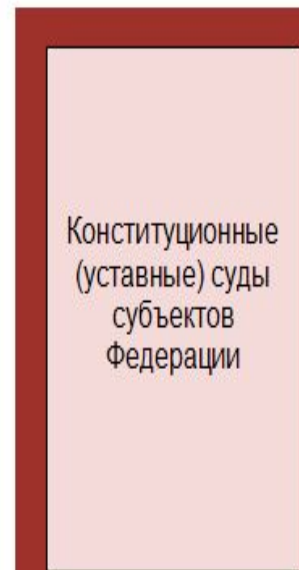 Конституционные
(уставные) суды
субъектов
Федерации